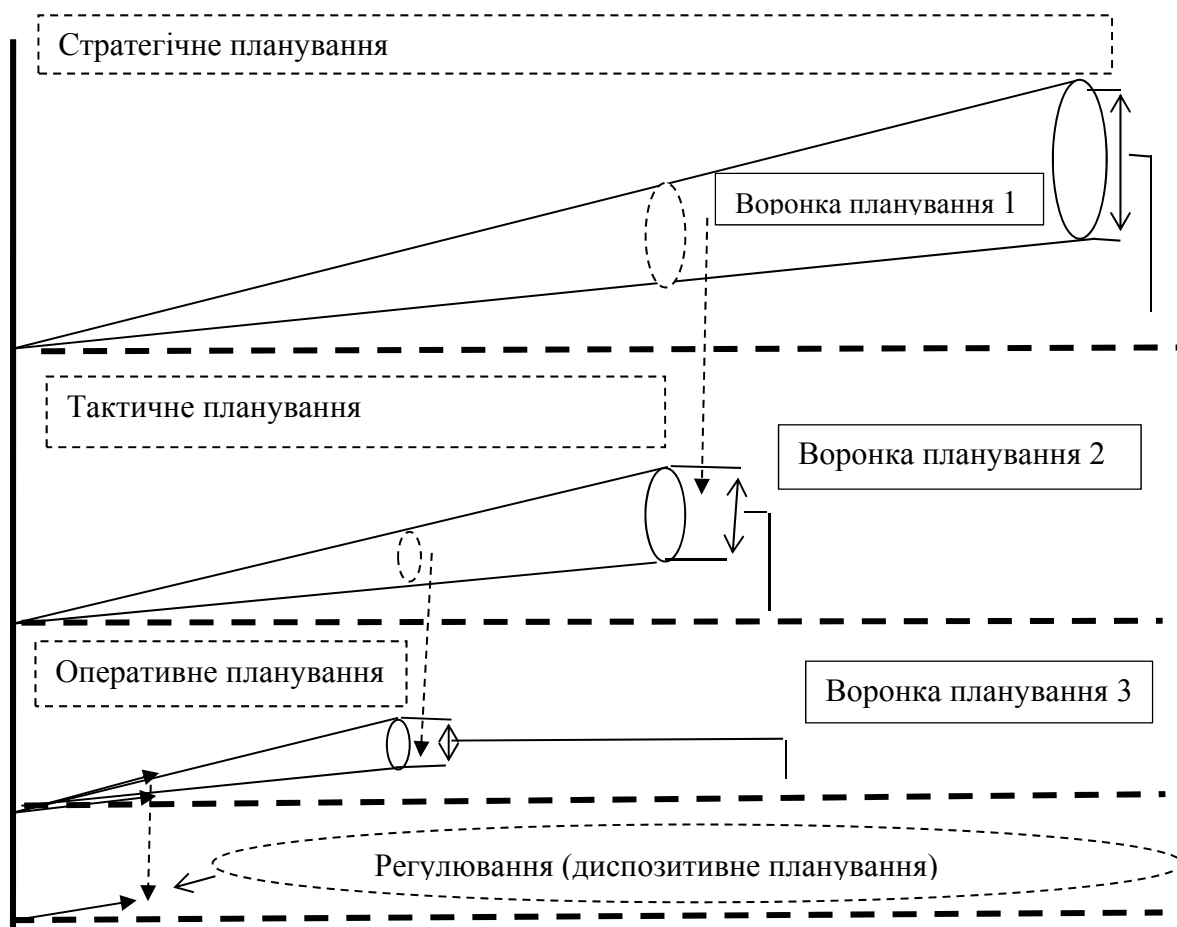 Стратегічне планування
Воронка планування 1
Тактичне планування
Воронка планування 2
Оперативне планування
Воронка планування 3
Регулювання (диспозитивне планування)